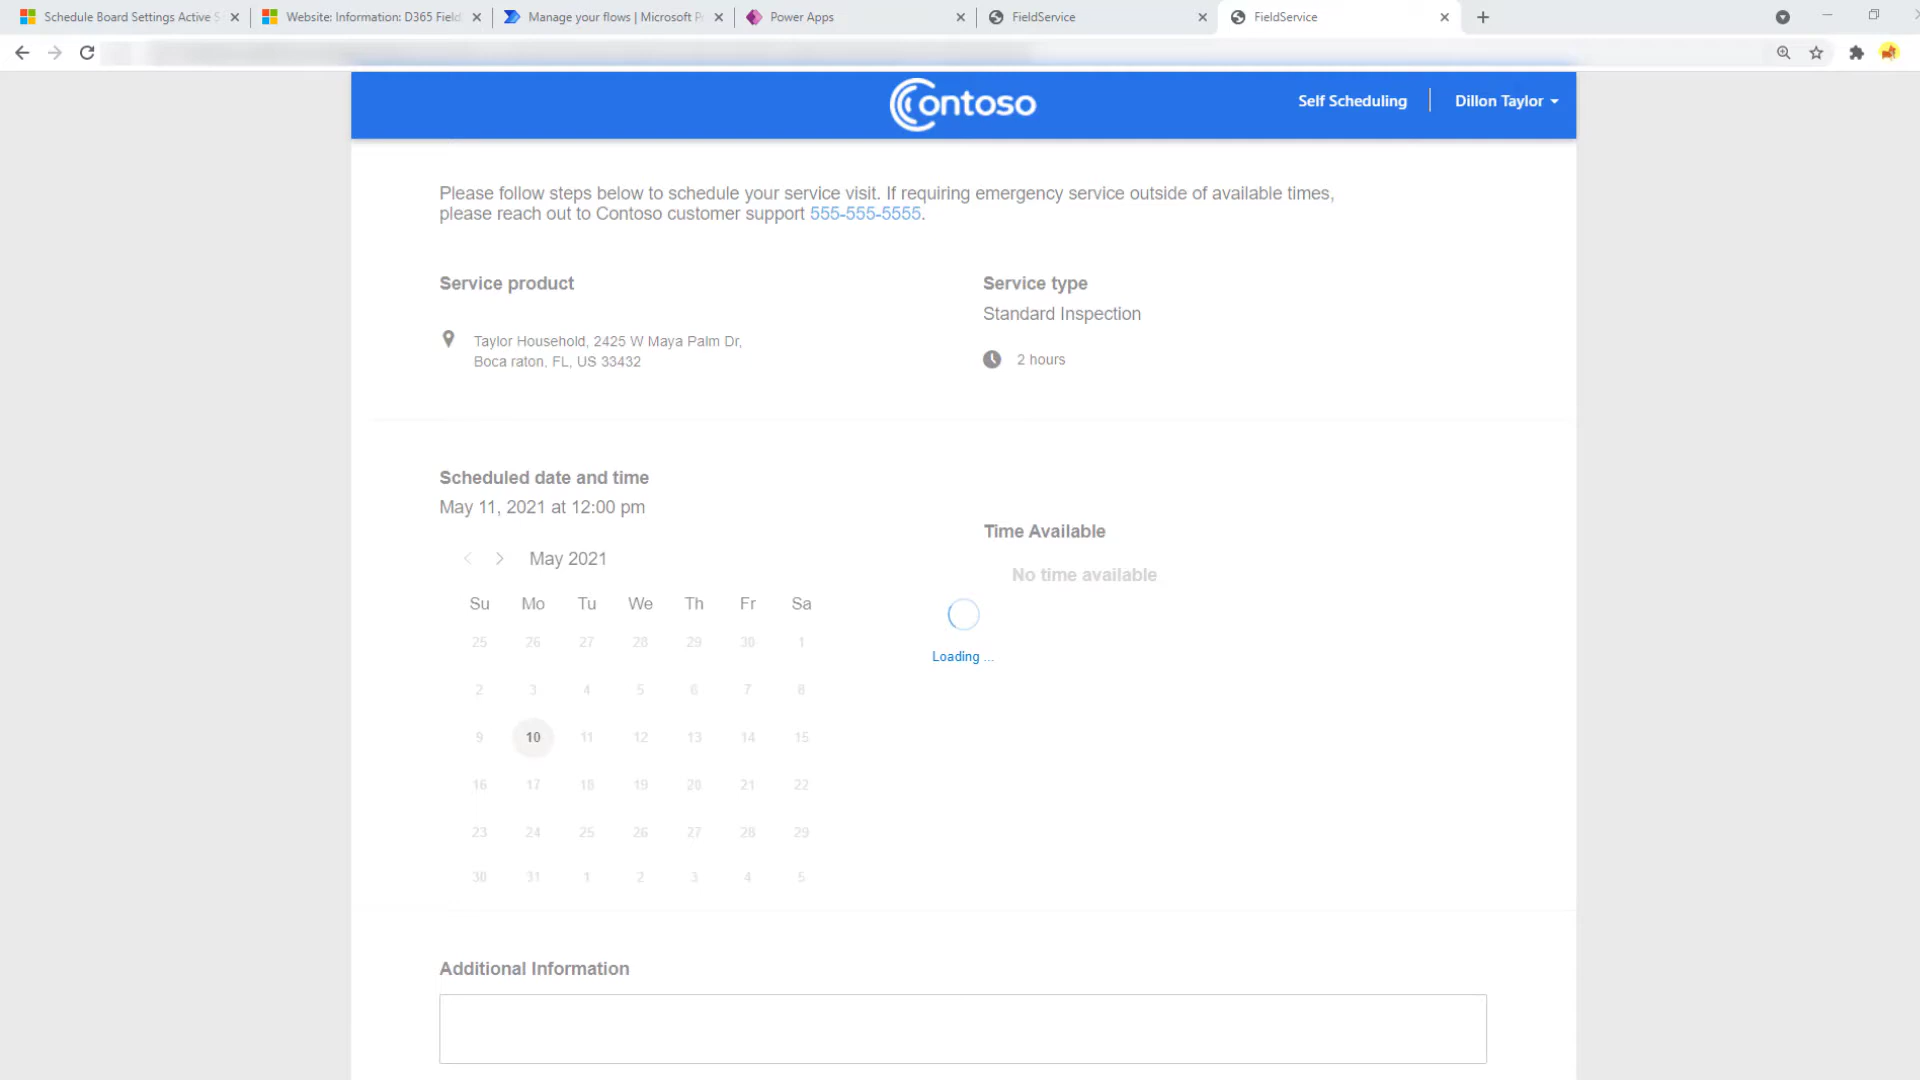 Schedule Board Settings Active S
Website: Information: D365 Field
Manage your flows | Microsoft P
Power Apps
FieldService
FieldService
Contoso
Self Scheduling
Dillon Taylor
Please follow steps below to schedule your service visit. If requiring emergency service outside of available times,
please reach out to Contoso customer support 555-555-5555.
Service product
Service type
Standard Inspection
Taylor Household, 2425 W Maya Palm Dr,
Boca raton, FL, US 33432
2 hours
Scheduled date and time
May 11, 2021 at 12:00 pm
Time Available
No time available
May 2021
Su Mo Tu We Th Fr Sa
25 26 27 28 29 30 1
2 3 4 5 6 7 8
9 10 11 12 13 14 15
16 17 18 19 20 21 22
23 24 25 26 27 28 29
30 31 1 2 3 4 5
Loading ...
Additional Information